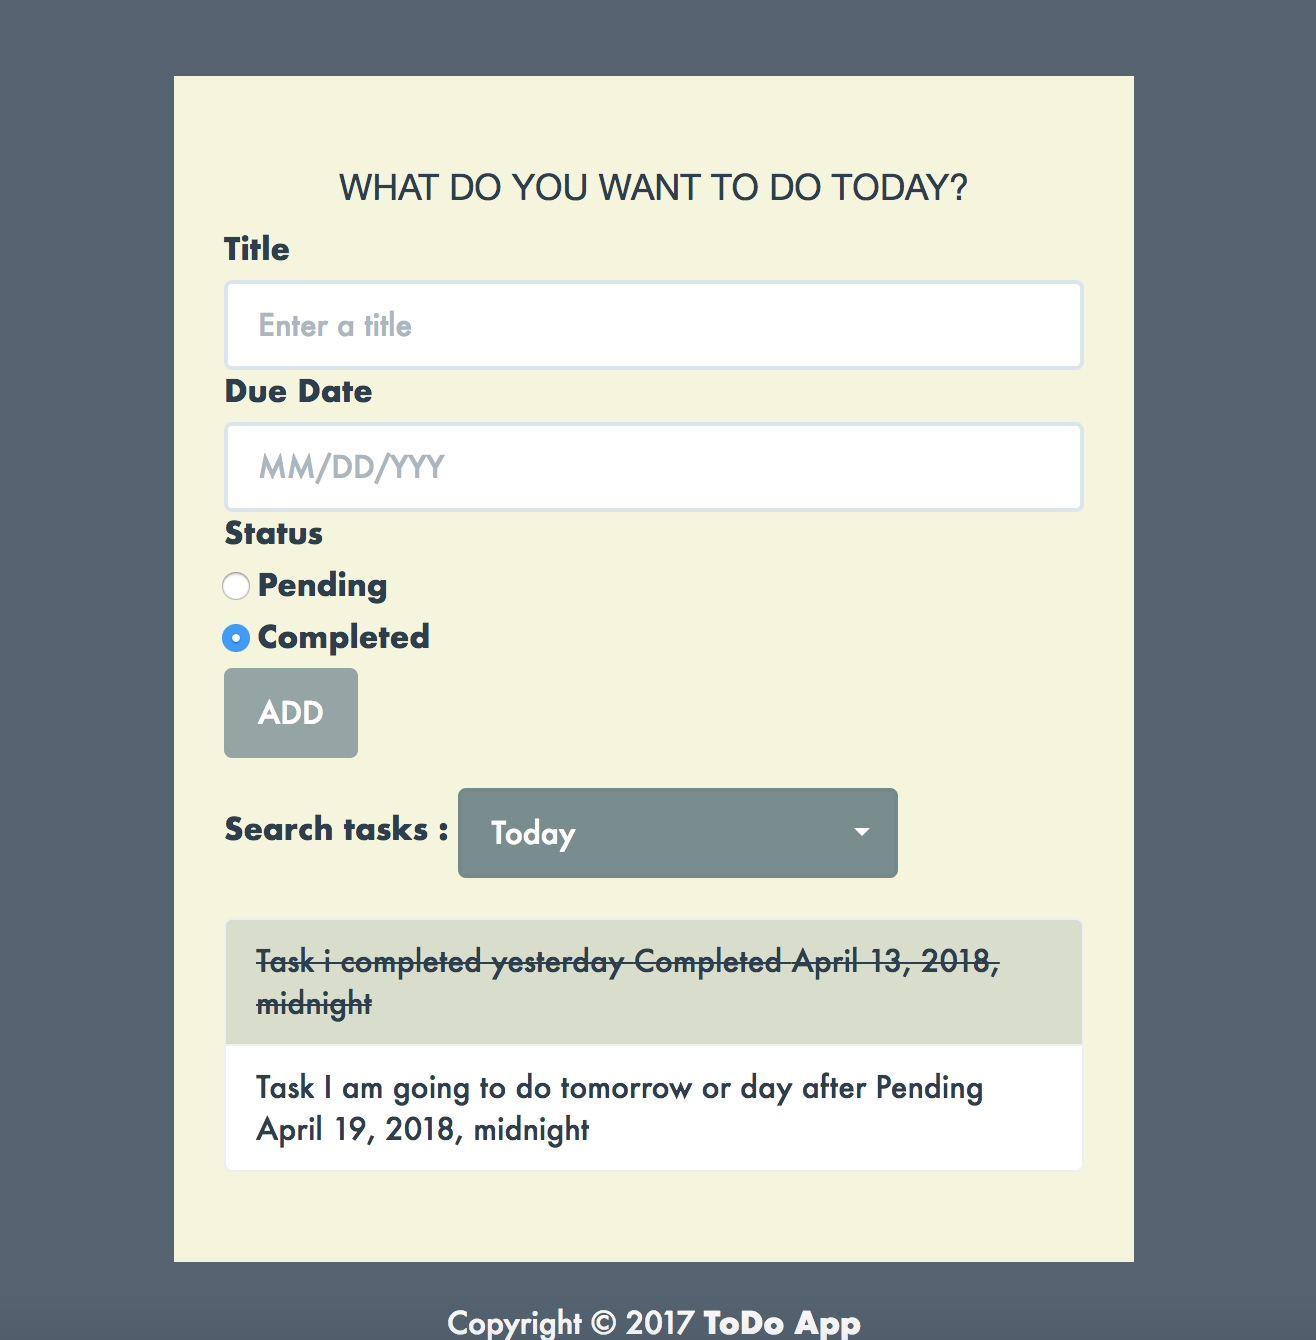 WHAT DO YOU WANT TO DO TODAY?
Title
Enter a title
Due Date
MM/DD/YYY
Status
Pending
Completed
ADD
Search tasks : Today
Task i completed yesterday Completed April 13, 2018,
midnight
Task I am going to do tomorrow or day after Pending
April 19, 2018, midnight
Copyright © 2017 ToDo App